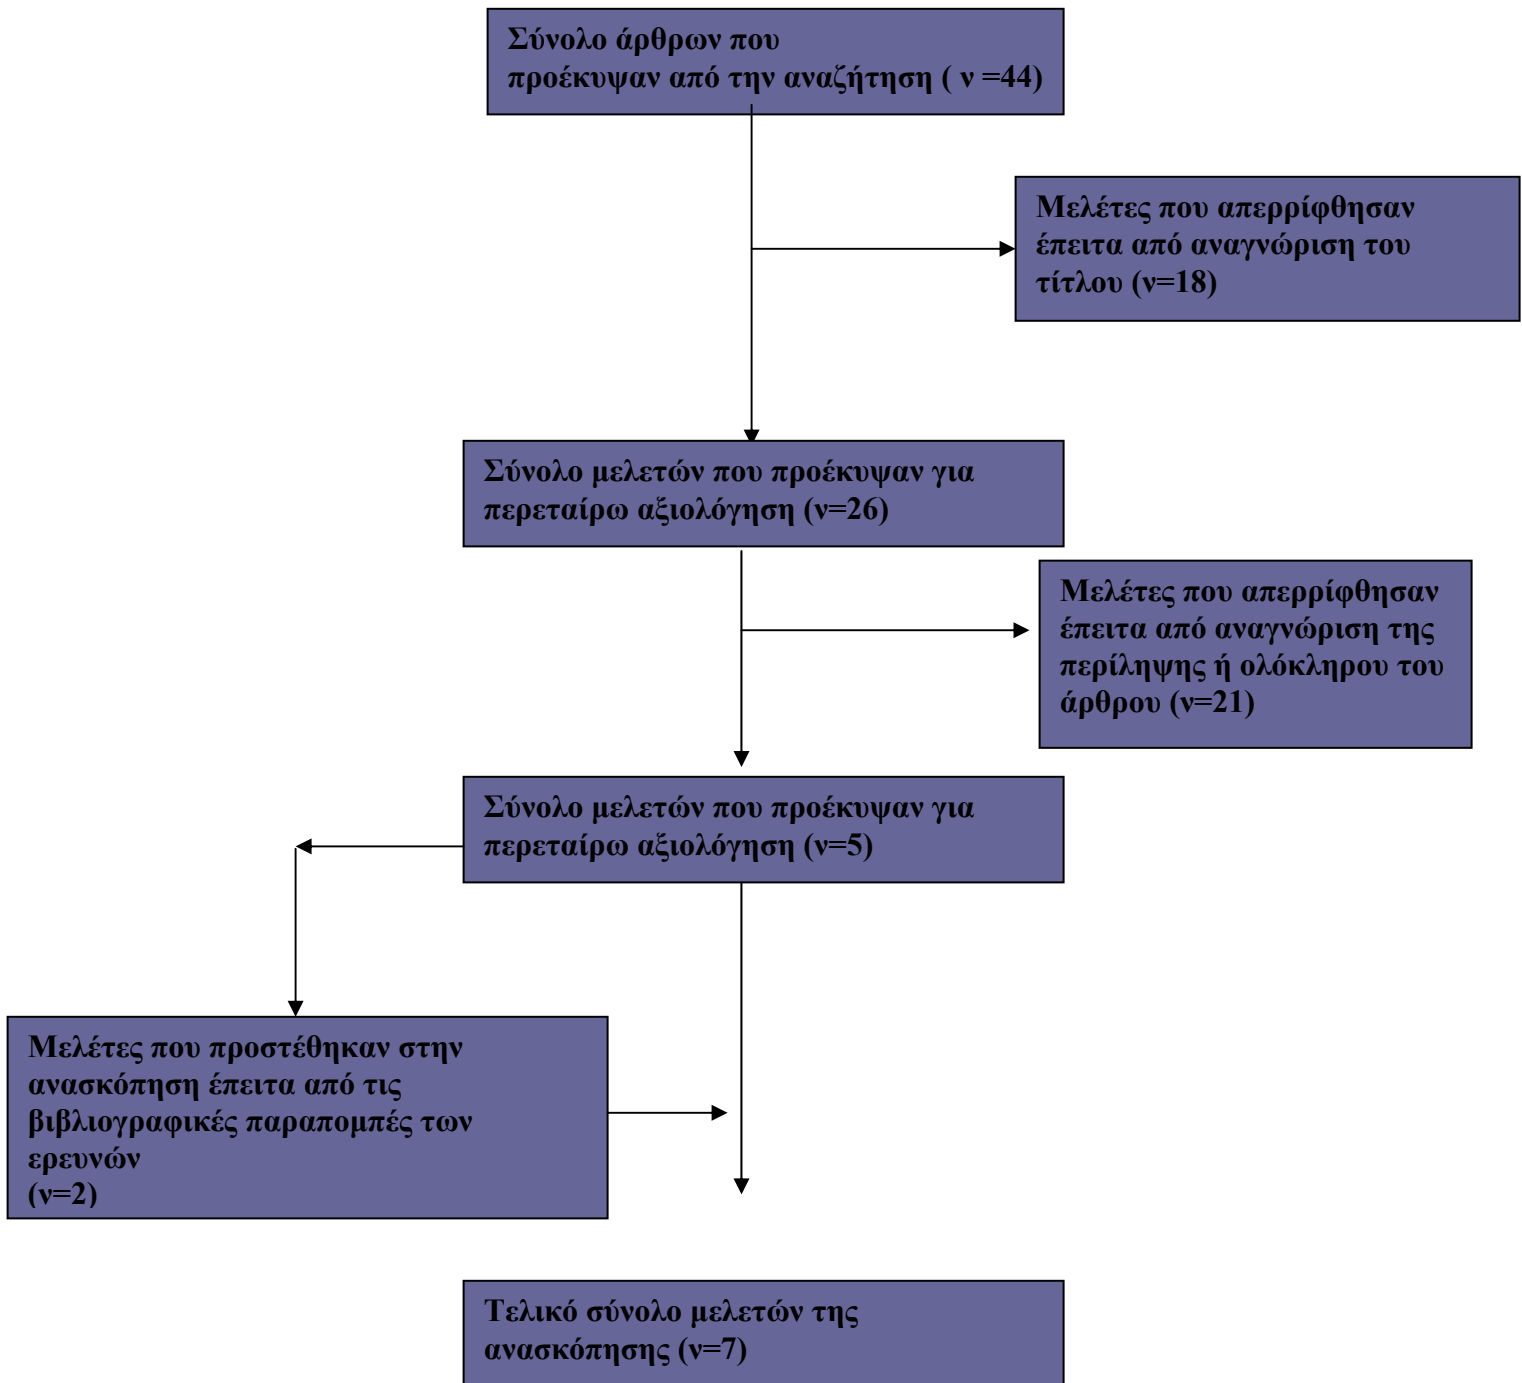 Σύνολο άρθρων που
προέκυψαν από την αναζήτηση ( ν =44)
Μελέτες που απερρίφθησαν
έπειτα από αναγνώριση του
τίτλου (ν=18)
Σύνολο μελετών που προέκυψαν για
περεταίρω αξιολόγηση (ν=26)
Μελέτες που απερρίφθησαν
έπειτα από αναγνώριση της
περίληψης ή ολόκληρου του
άρθρου (ν=21)
Σύνολο μελετών που προέκυψαν για
περεταίρω αξιολόγηση (ν=5)
Μελέτες που προστέθηκαν στην
ανασκόπηση έπειτα από τις
βιβλιογραφικές παραπομπές των
ερευνών
(ν=2)
Τελικό σύνολο μελετών της
ανασκόπησης (ν=7)